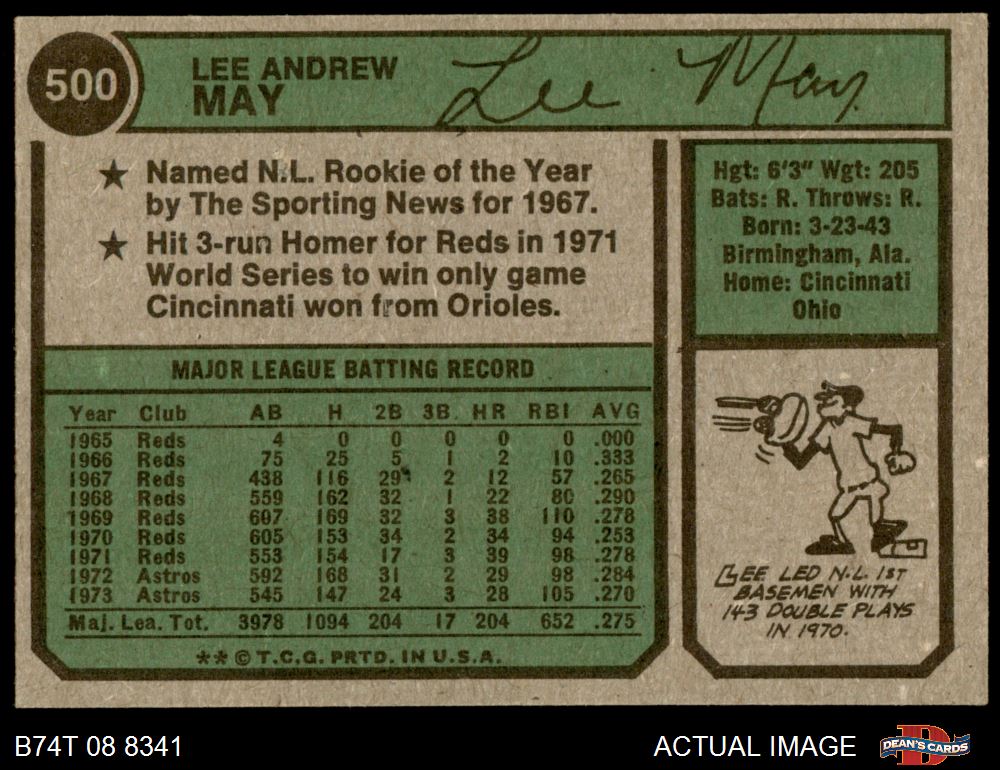 500
LEE ANDREW
MAY
Lee May
★ Named N.L. Rookie of the Year
by The Sporting News for 1967.
★ Hit 3-run Homer for Reds in 1971
World Series to win only game
Cincinnati won from Orioles.
Hgt: 6'3" Wgt: 205
Bats: R. Throws: R.
Born: 3-23-43
Birmingham, Ala.
Home: Cincinnati
Ohio
MAJOR LEAGUE BATTING RECORD
Year Club AB H 2B 3B HR RBI AVG
1965 Reds 4 0 0 0 0 0 .000
1966 Reds 75 25 5 1 2 10 .333
1967 Reds 438 116 29 2 12 57 .265
1968 Reds 559 162 32 1 22 80 .290
1969 Reds 607 169 32 3 38 110 .278
1970 Reds 605 153 34 2 34 94 .253
1971 Reds 553 154 17 3 39 98 .278
1972 Astros 592 168 31 2 29 98 .284
1973 Astros 545 147 24 3 28 105 .270
Maj. Lea. Tot. 3978 1094 204 17 204 652 .275
** © T.C.G. PRTD. IN U.S.A.
LEE LED N.L. 1ST
BASEMEN WITH
143 DOUBLE PLAYS
IN 1970.
B74T 08 8341
ACTUAL IMAGE
D
DEAN'S CARDS